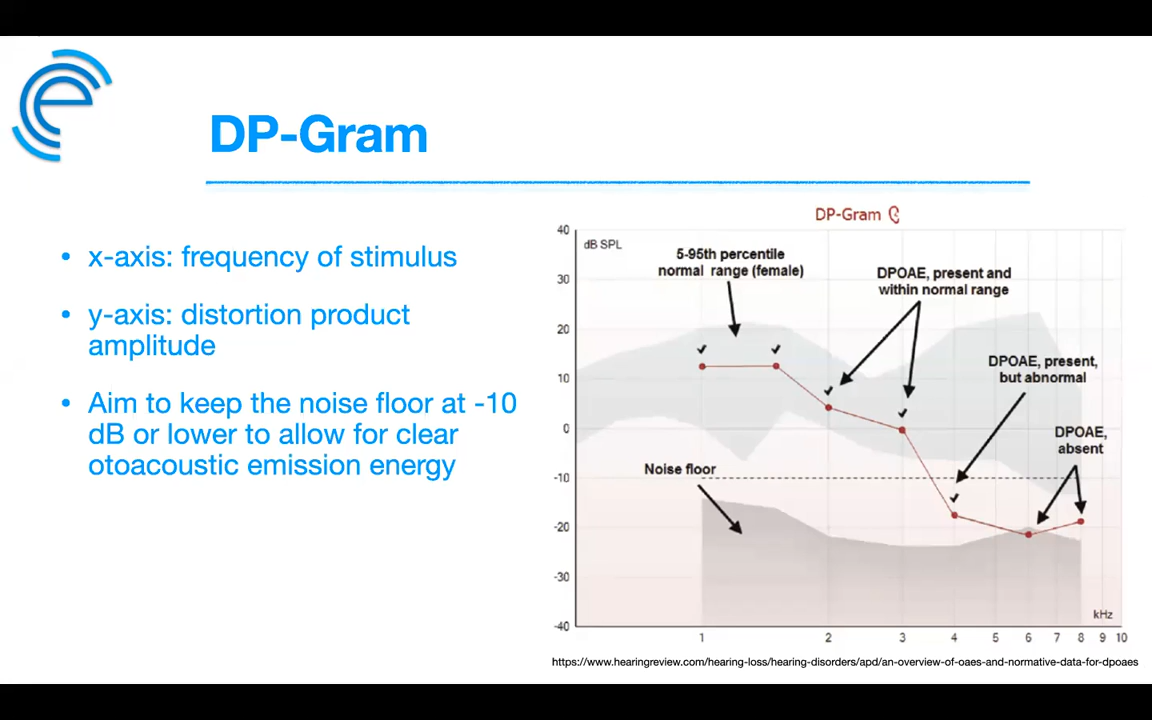 DP-Gram
• x-axis: frequency of stimulus
• y-axis: distortion product
amplitude
• Aim to keep the noise floor at -10
dB or lower to allow for clear
otoacoustic emission energy
DP-Gram
40
dB SPL
30
20
10
0
-10
-20
-30
-40
5-95th percentile
normal range (female)
DPOAE, present and
within normal range
DPOAE, present,
but abnormal
DPOAE,
absent
Noise floor
kHz
1 2 3 4 5 6 7 8 9 10
https://www.hearingreview.com/hearing-loss/hearing-disorders/apd/an-overview-of-oaes-and-normative-data-for-dpoaes